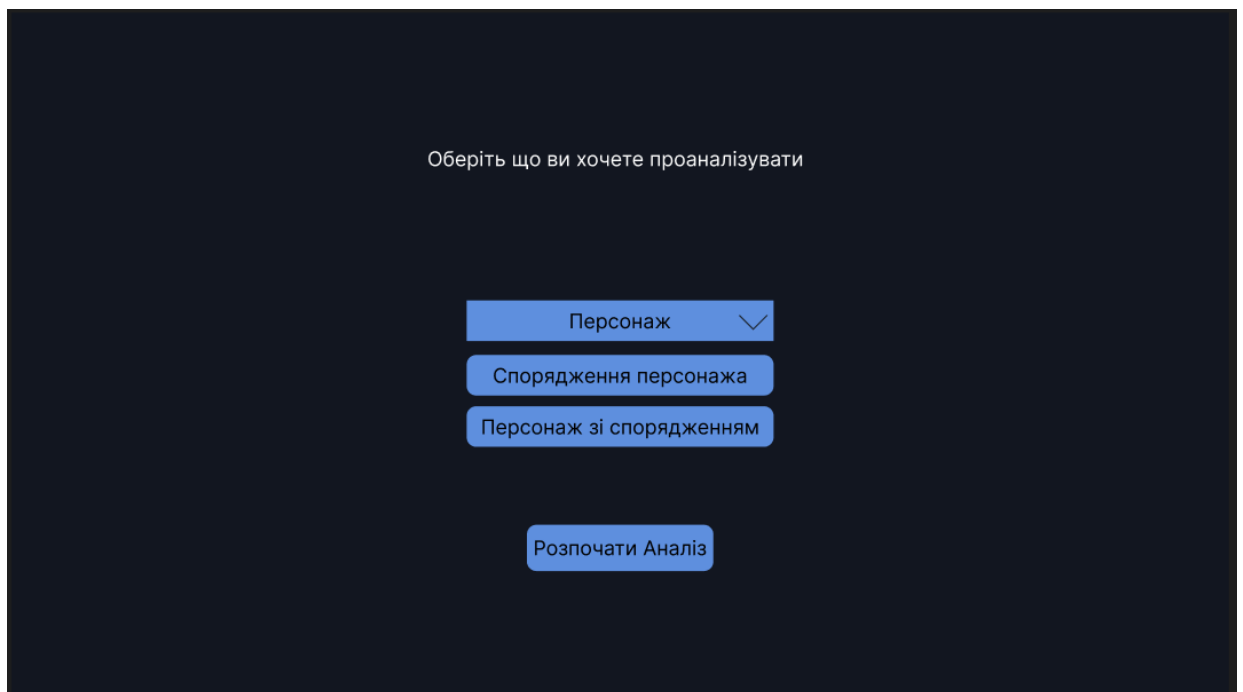 Оберіть що ви хочете проаналізувати
Персонаж
Спорядження персонажа
Персонаж зі спорядженням
Розпочати Аналіз